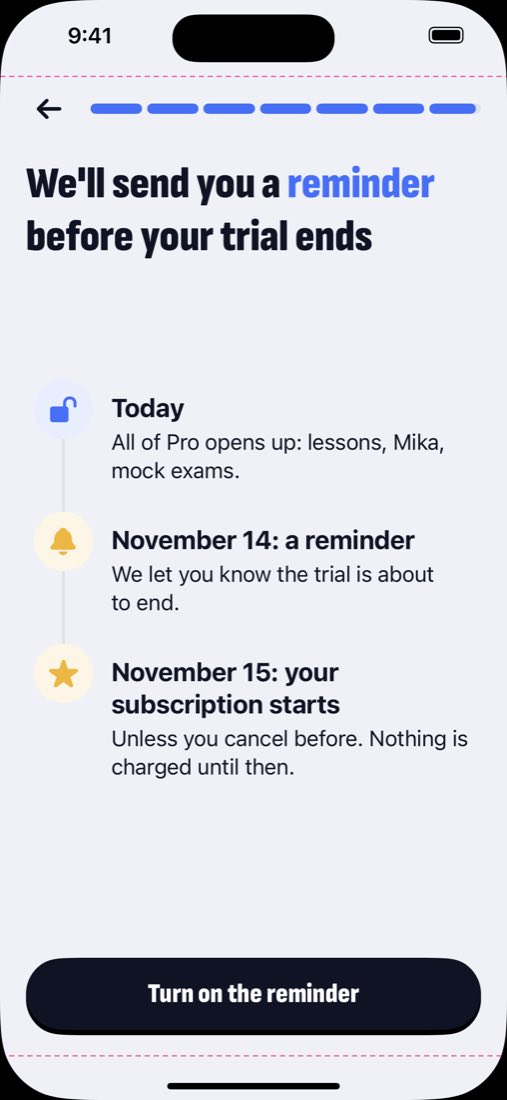 9:41
We'll send you a reminder
before your trial ends
Today
All of Pro opens up: lessons, Mika,
mock exams.
November 14: a reminder
We let you know the trial is about
to end.
November 15: your
subscription starts
Unless you cancel before. Nothing is
charged until then.
Turn on the reminder